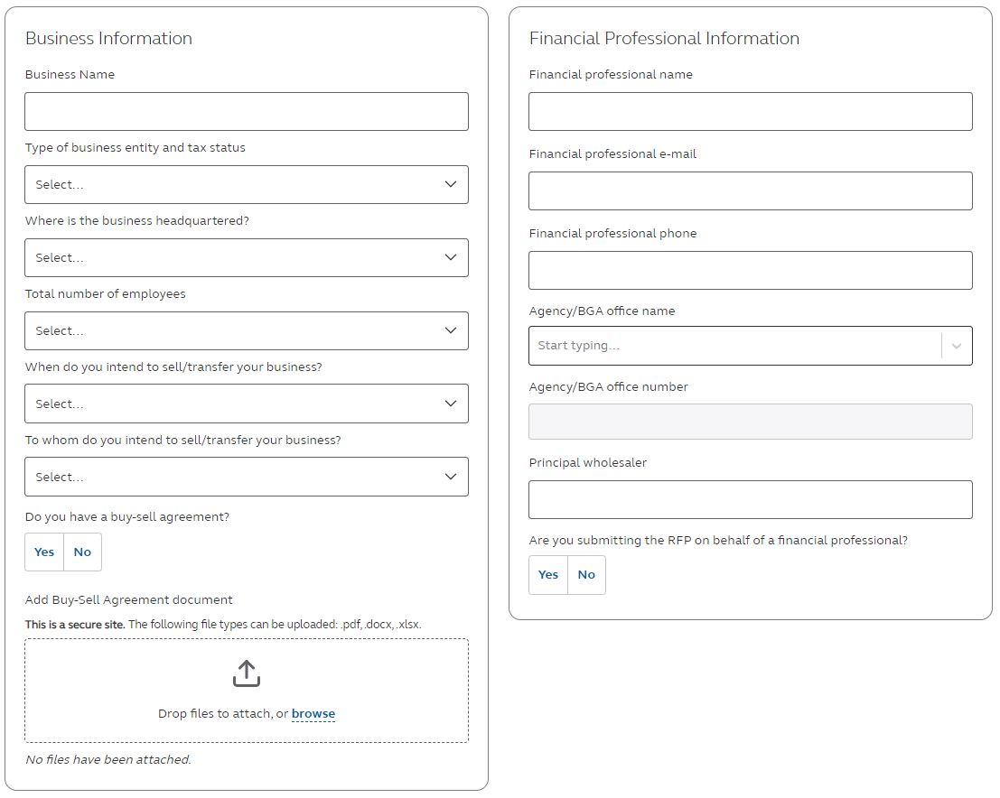 Business Information
Business Name
Type of business entity and tax status
Select...
Where is the business headquartered?
Select...
Total number of employees
Select...
When do you intend to sell/transfer your business?
Select...
To whom do you intend to sell/transfer your business?
Select...
Do you have a buy-sell agreement?
Yes No
Add Buy-Sell Agreement document
This is a secure site. The following file types can be uploaded: .pdf, .docx, .xlsx.
Drop files to attach, or browse
No files have been attached.
Financial Professional Information
Financial professional name
Financial professional e-mail
Financial professional phone
Agency/BGA office name
Start typing...
Agency/BGA office number
Principal wholesaler
Are you submitting the RFP on behalf of a financial professional?
Yes No